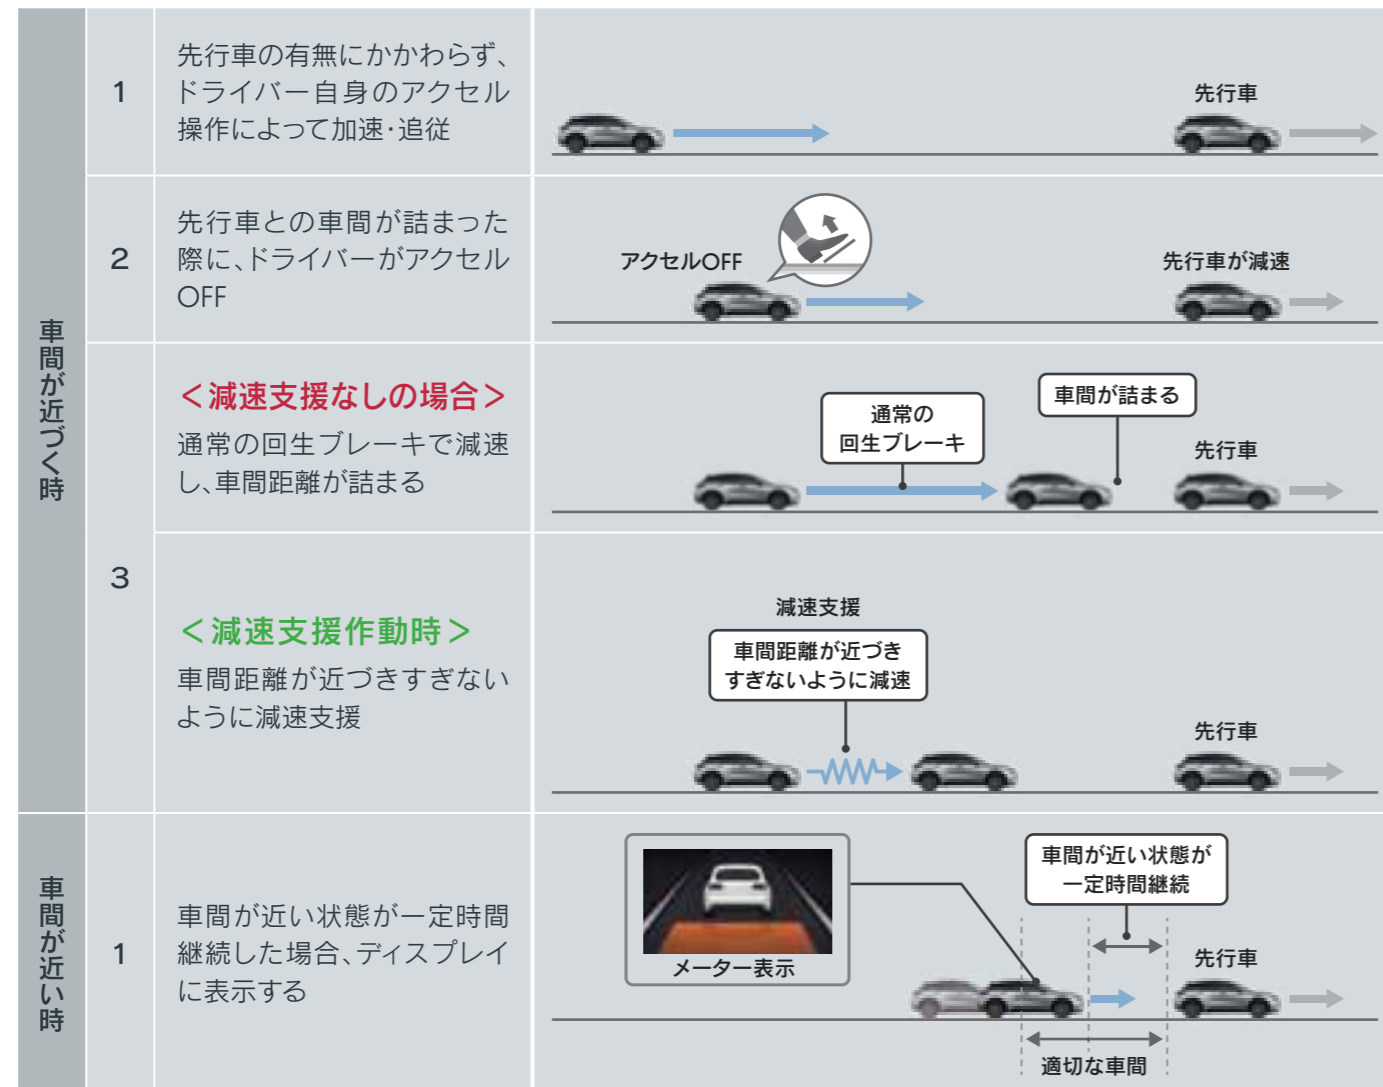 車間が近づく時
1
先行車の有無にかかわらず、
ドライバー自身のアクセル
操作によって加速･追従
先行車
2
先行車との車間が詰まった
際に、ドライバーがアクセル
OFF
アクセルOFF
先行車が減速
3
＜減速支援なしの場合＞
通常の回生ブレーキで減速
し、車間距離が詰まる
通常の
回生ブレーキ
車間が詰まる
先行車
＜減速支援作動時＞
車間距離が近づきすぎない
ように減速支援
減速支援
車間距離が近づき
すぎないように減速
先行車
車間が近い時
1
車間が近い状態が一定時間
継続した場合、ディスプレイ
に表示する
メーター表示
車間が近い状態が
一定時間継続
先行車
適切な車間